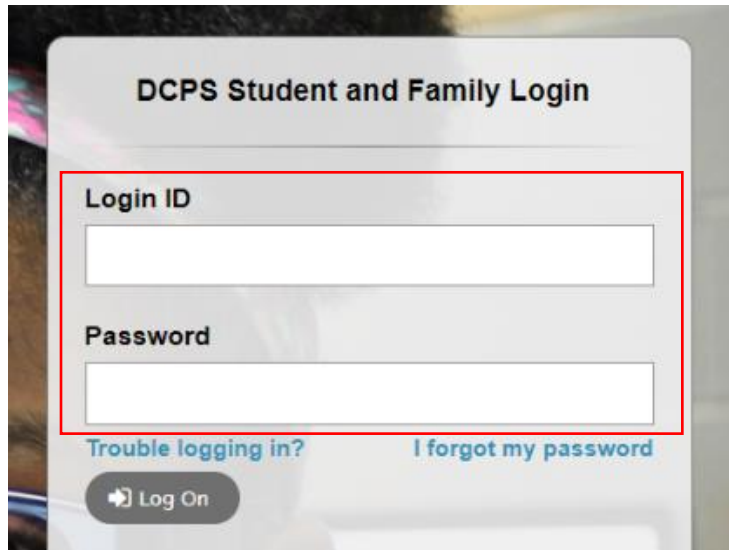 DCPS Student and Family Login
Login ID
Password
Trouble logging in? I forgot my password
Log On